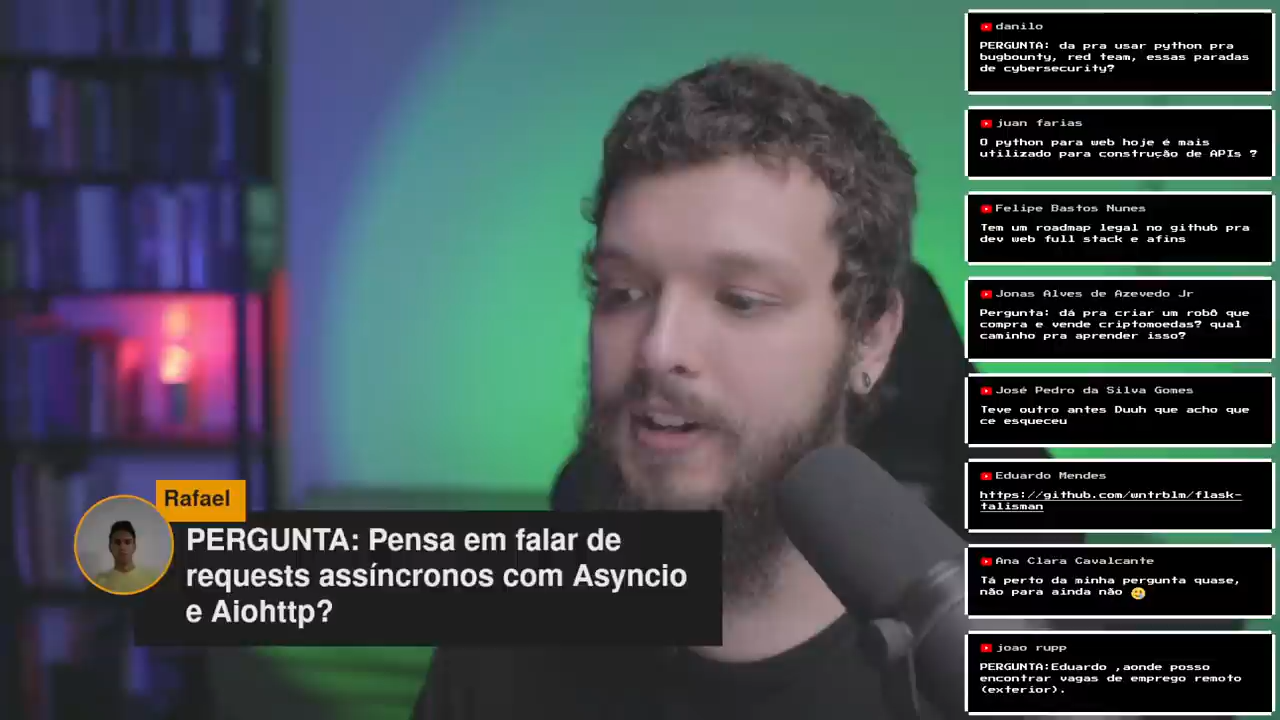 Rafael
PERGUNTA: Pensa em falar de
requests assíncronos com Asyncio
e Aiohttp?
danilo
PERGUNTA: da pra usar python pra
bugbounty, red team, essas paradas
de cybersecurity?
juan farias
O python para web hoje é mais
utilizado para construção de APIs ?
Felipe Bastos Nunes
Tem um roadmap legal no github pra
dev web full stack e afins
Jonas Alves de Azevedo Jr
Pergunta: dá pra criar um robô que
compra e vende criptomoedas? qual
caminho pra aprender isso?
José Pedro da Silva Gomes
Teve outro antes Duuh que acho que
ce esqueceu
Eduardo Mendes
https://github.com/wntrblm/flask-
talisman
Ana Clara Cavalcante
Tá perto da minha pergunta quase,
não para ainda não 😅
joao rupp
PERGUNTA:Eduardo ,aonde posso
encontrar vagas de emprego remoto
(exterior).